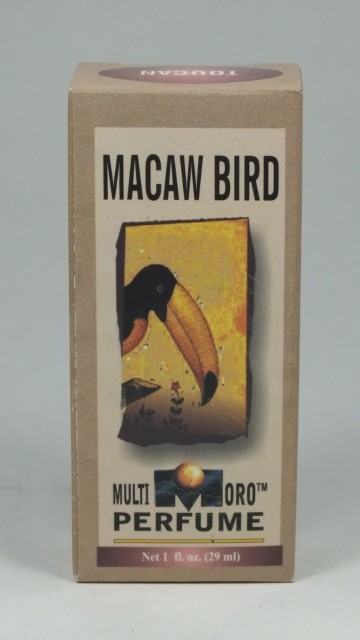 TOUCAN
MACAW BIRD
MULTI M ORO™
PERFUME
Net 1 fl. oz. (29 ml)